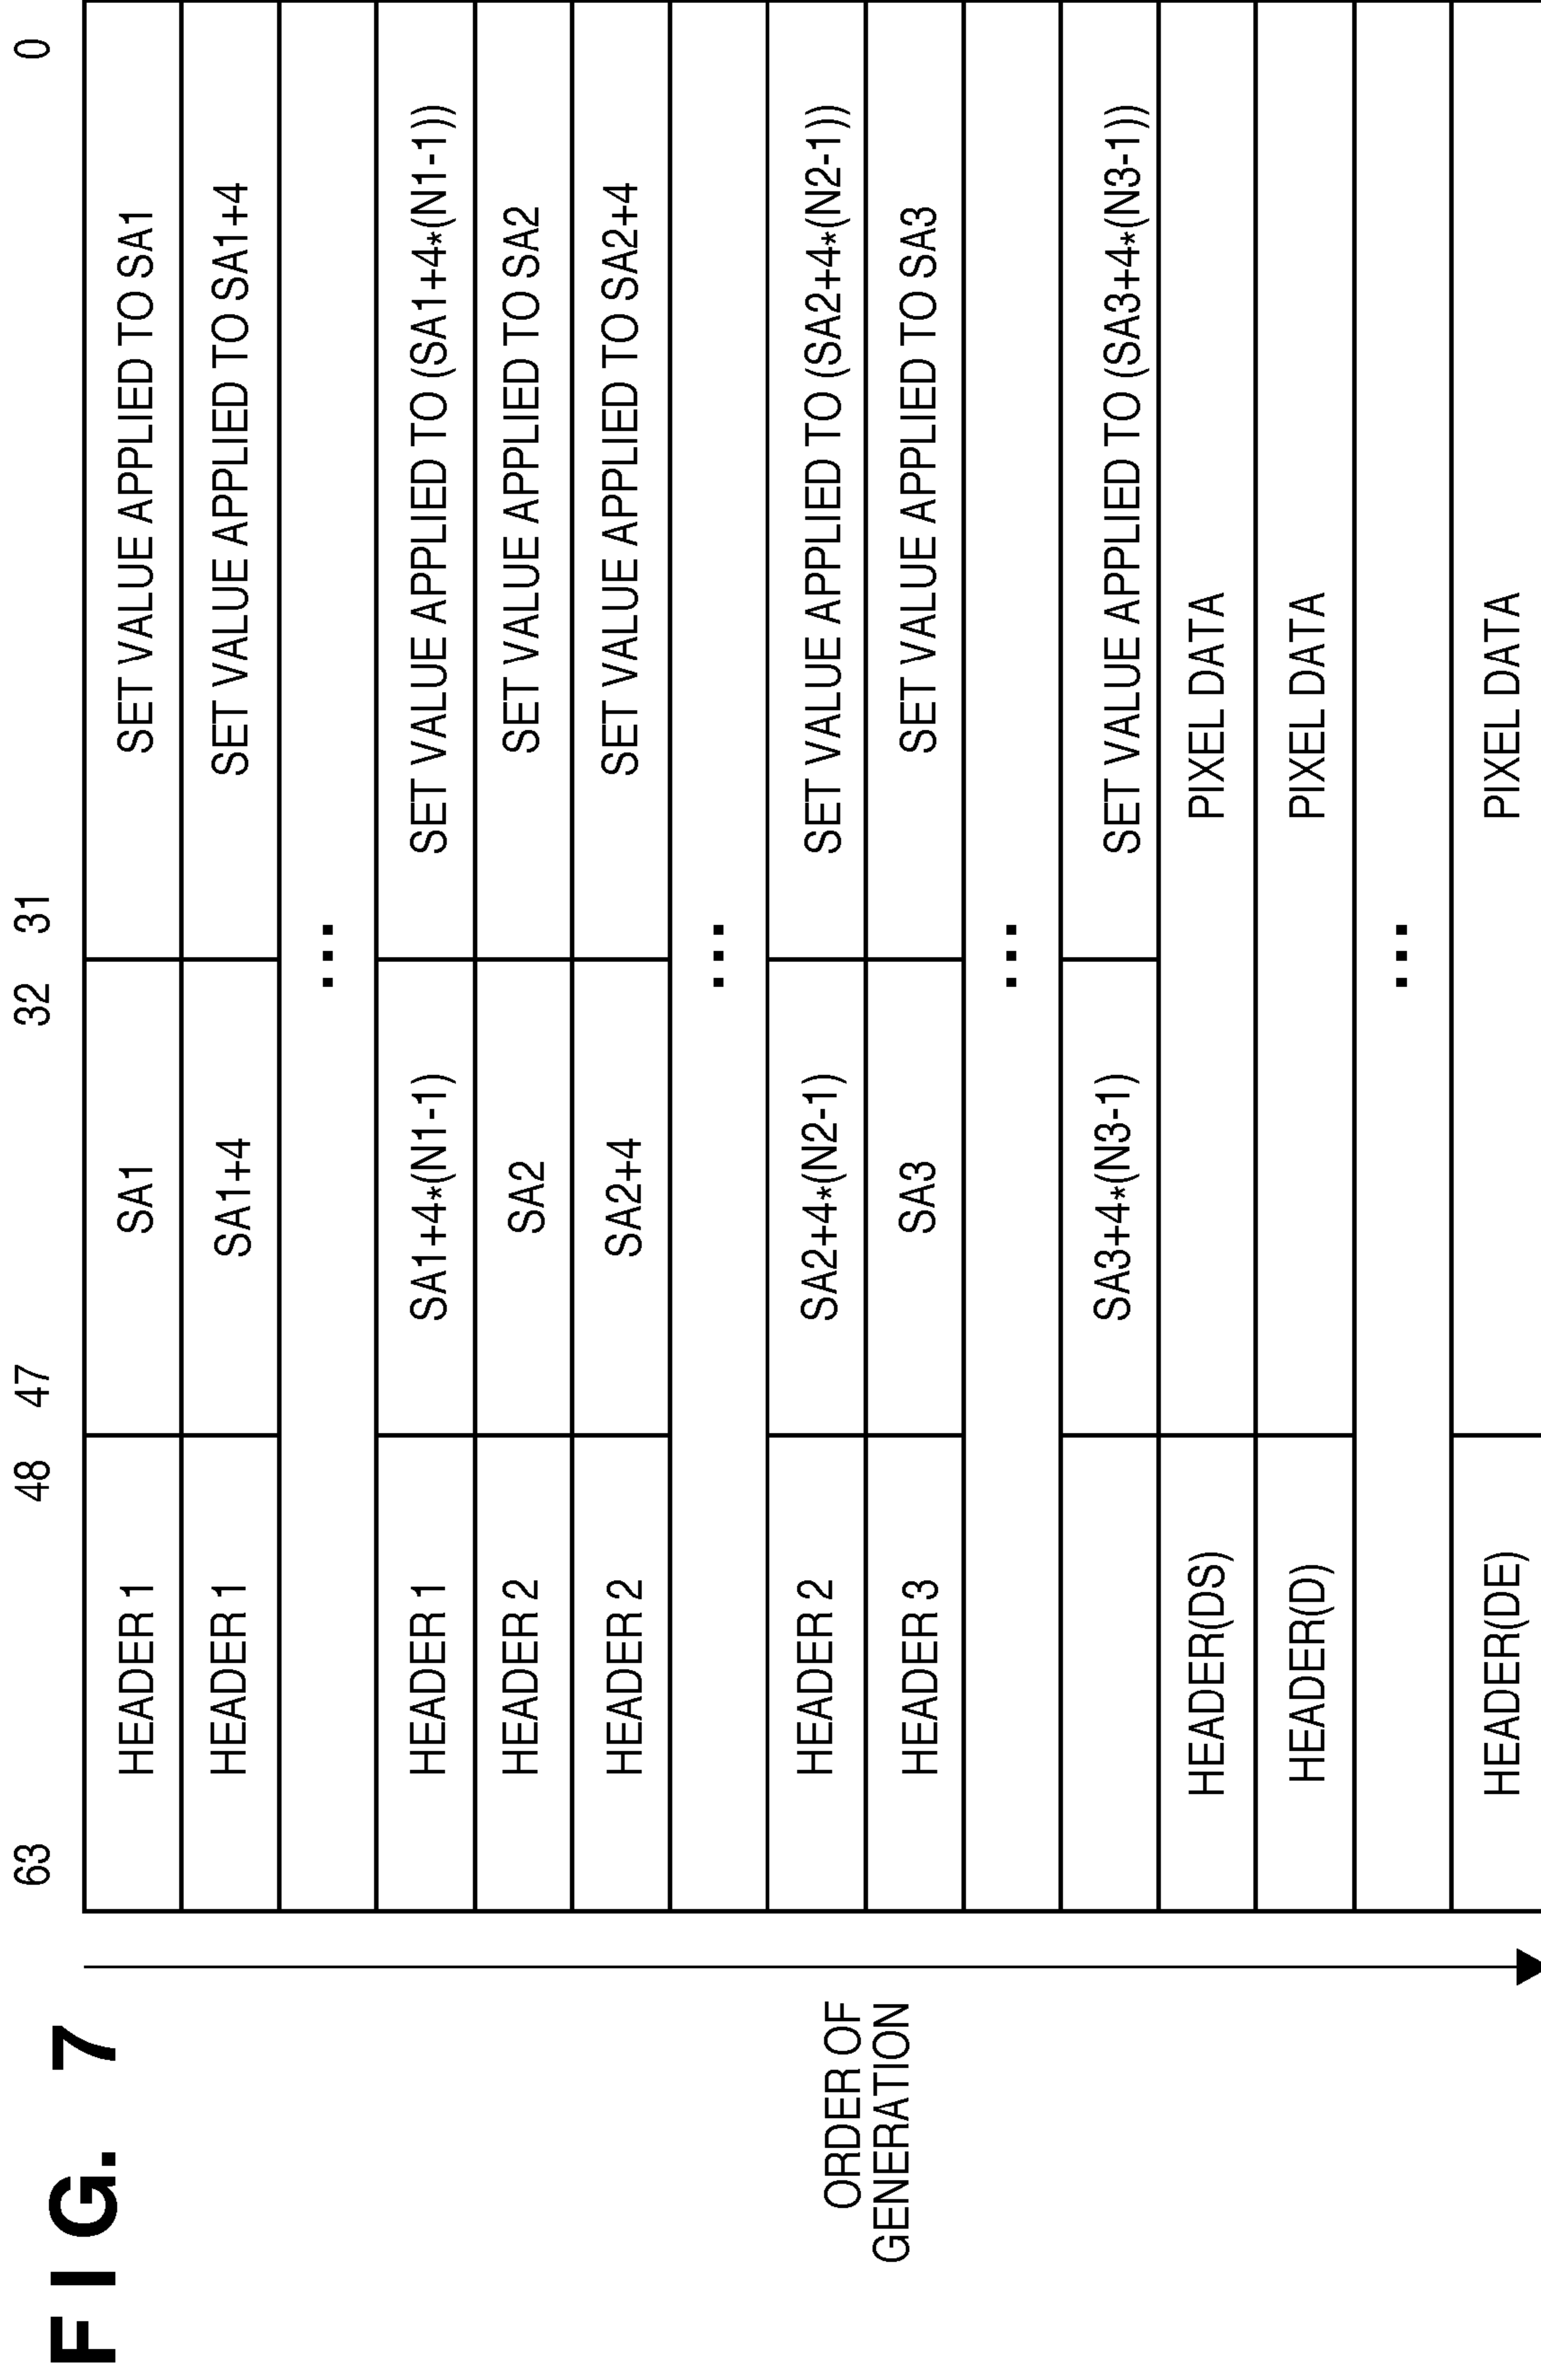 FIG. 7
63 48 47 32 31 0
HEADER 1 SA1 SET VALUE APPLIED TO SA1
HEADER 1 SA1+4 SET VALUE APPLIED TO SA1+4
...
HEADER 1 SA1+4*(N1-1) SET VALUE APPLIED TO (SA1+4*(N1-1))
HEADER 2 SA2 SET VALUE APPLIED TO SA2
HEADER 2 SA2+4 SET VALUE APPLIED TO SA2+4
...
HEADER 2 SA2+4*(N2-1) SET VALUE APPLIED TO (SA2+4*(N2-1))
HEADER 3 SA3 SET VALUE APPLIED TO SA3
...
SA3+4*(N3-1) SET VALUE APPLIED TO (SA3+4*(N3-1))
HEADER(DS) PIXEL DATA
HEADER(D) PIXEL DATA
...
HEADER(DE) PIXEL DATA
ORDER OF
GENERATION